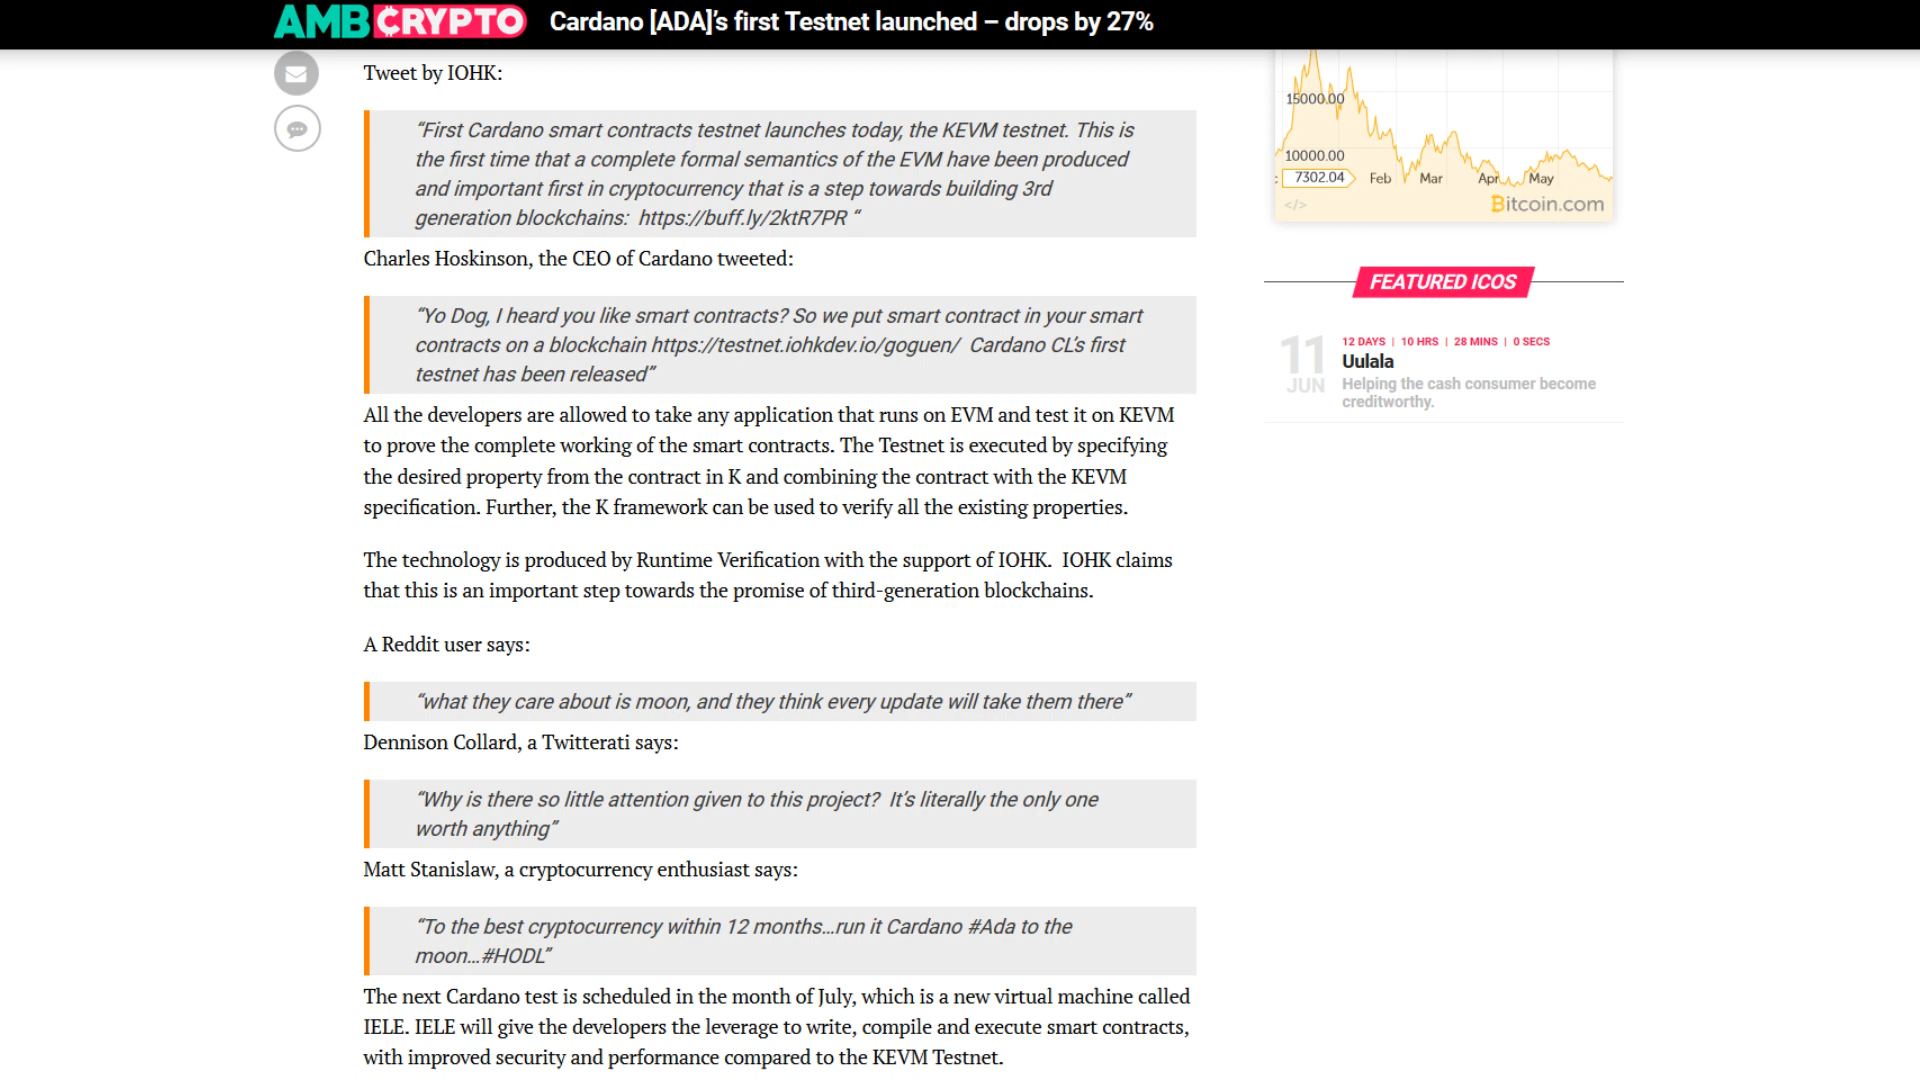 AMBCRYPTO Cardano [ADA]’s first Testnet launched – drops by 27%
Tweet by IOHK:
“First Cardano smart contracts testnet launches today, the KEVM testnet. This is
the first time that a complete formal semantics of the EVM have been produced
and important first in cryptocurrency that is a step towards building 3rd
generation blockchains:  https://buff.ly/2ktR7PR “
Charles Hoskinson, the CEO of Cardano tweeted:
“Yo Dog, I heard you like smart contracts? So we put smart contract in your smart
contracts on a blockchain https://testnet.iohkdev.io/goguen/  Cardano CL’s first
testnet has been released”
All the developers are allowed to take any application that runs on EVM and test it on KEVM
to prove the complete working of the smart contracts. The Testnet is executed by specifying
the desired property from the contract in K and combining the contract with the KEVM
specification. Further, the K framework can be used to verify all the existing properties.
The technology is produced by Runtime Verification with the support of IOHK.  IOHK claims
that this is an important step towards the promise of third-generation blockchains.
A Reddit user says:
“what they care about is moon, and they think every update will take them there”
Dennison Collard, a Twitterati says:
“Why is there so little attention given to this project?  It’s literally the only one
worth anything”
Matt Stanislaw, a cryptocurrency enthusiast says:
“To the best cryptocurrency within 12 months…run it Cardano #Ada to the
moon…#HODL”
The next Cardano test is scheduled in the month of July, which is a new virtual machine called
IELE. IELE will give the developers the leverage to write, compile and execute smart contracts,
with improved security and performance compared to the KEVM Testnet.
15000.00
10000.00
7302.04 Feb Mar Apr May
</> Bitcoin.com
FEATURED ICOS
11 JUN
12 DAYS | 10 HRS | 28 MINS | 0 SECS
Uulala
Helping the cash consumer become
creditworthy.